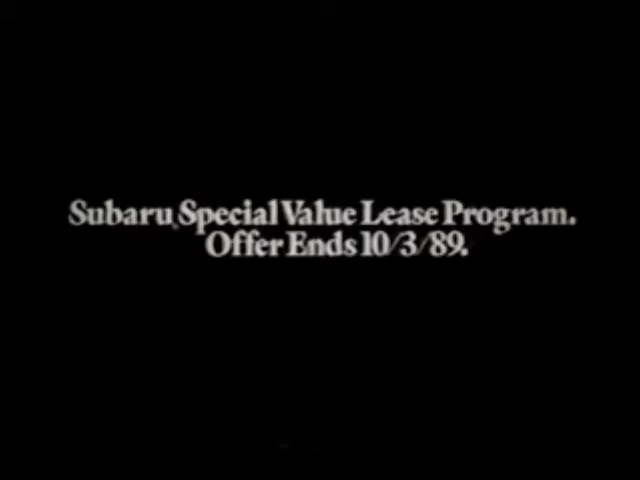 Subaru Special Value Lease Program.
Offer Ends 10/3/89.